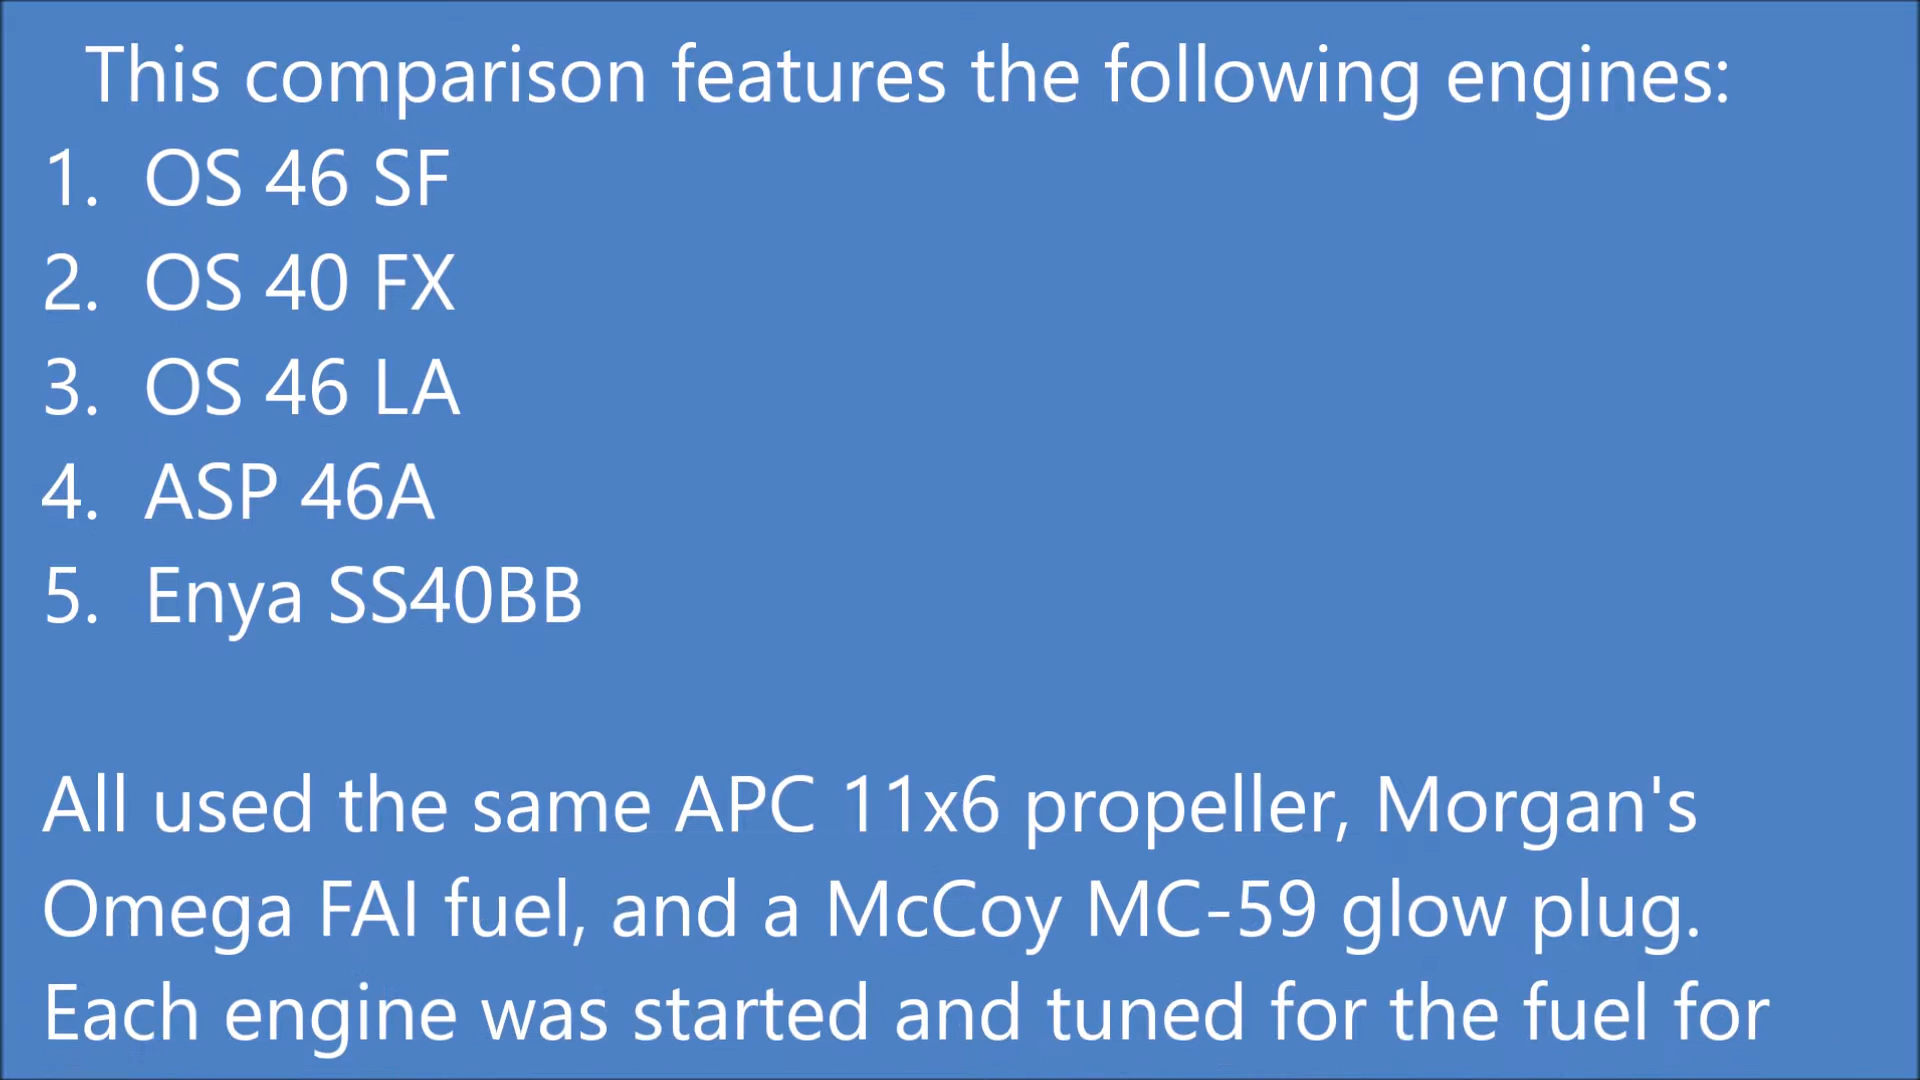 This comparison features the following engines:
1. OS 46 SF
2. OS 40 FX
3. OS 46 LA
4. ASP 46A
5. Enya SS40BB
All used the same APC 11x6 propeller, Morgan's
Omega FAI fuel, and a McCoy MC-59 glow plug.
Each engine was started and tuned for the fuel for